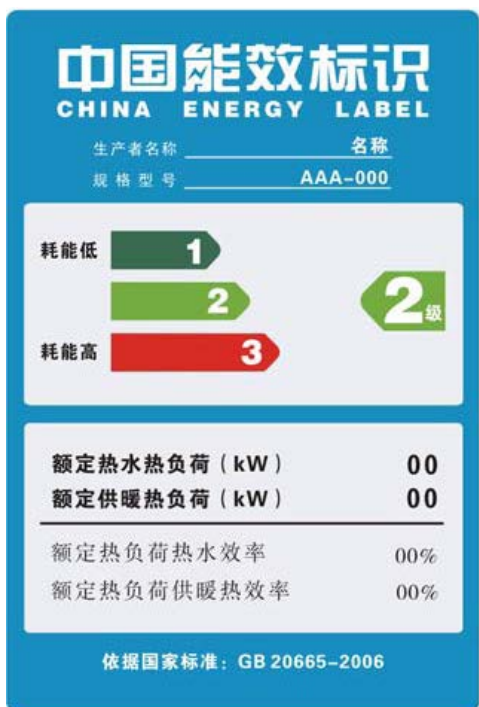 中国能效标识
CHINA ENERGY LABEL
生产者名称 名称
规格型号 AAA-000
耗能低 1
2 2级
耗能高 3
额定热水热负荷(kW) 00
额定供暖热负荷(kW) 00
额定热负荷热水效率 00%
额定热负荷供暖热效率 00%
依据国家标准：GB 20665-2006